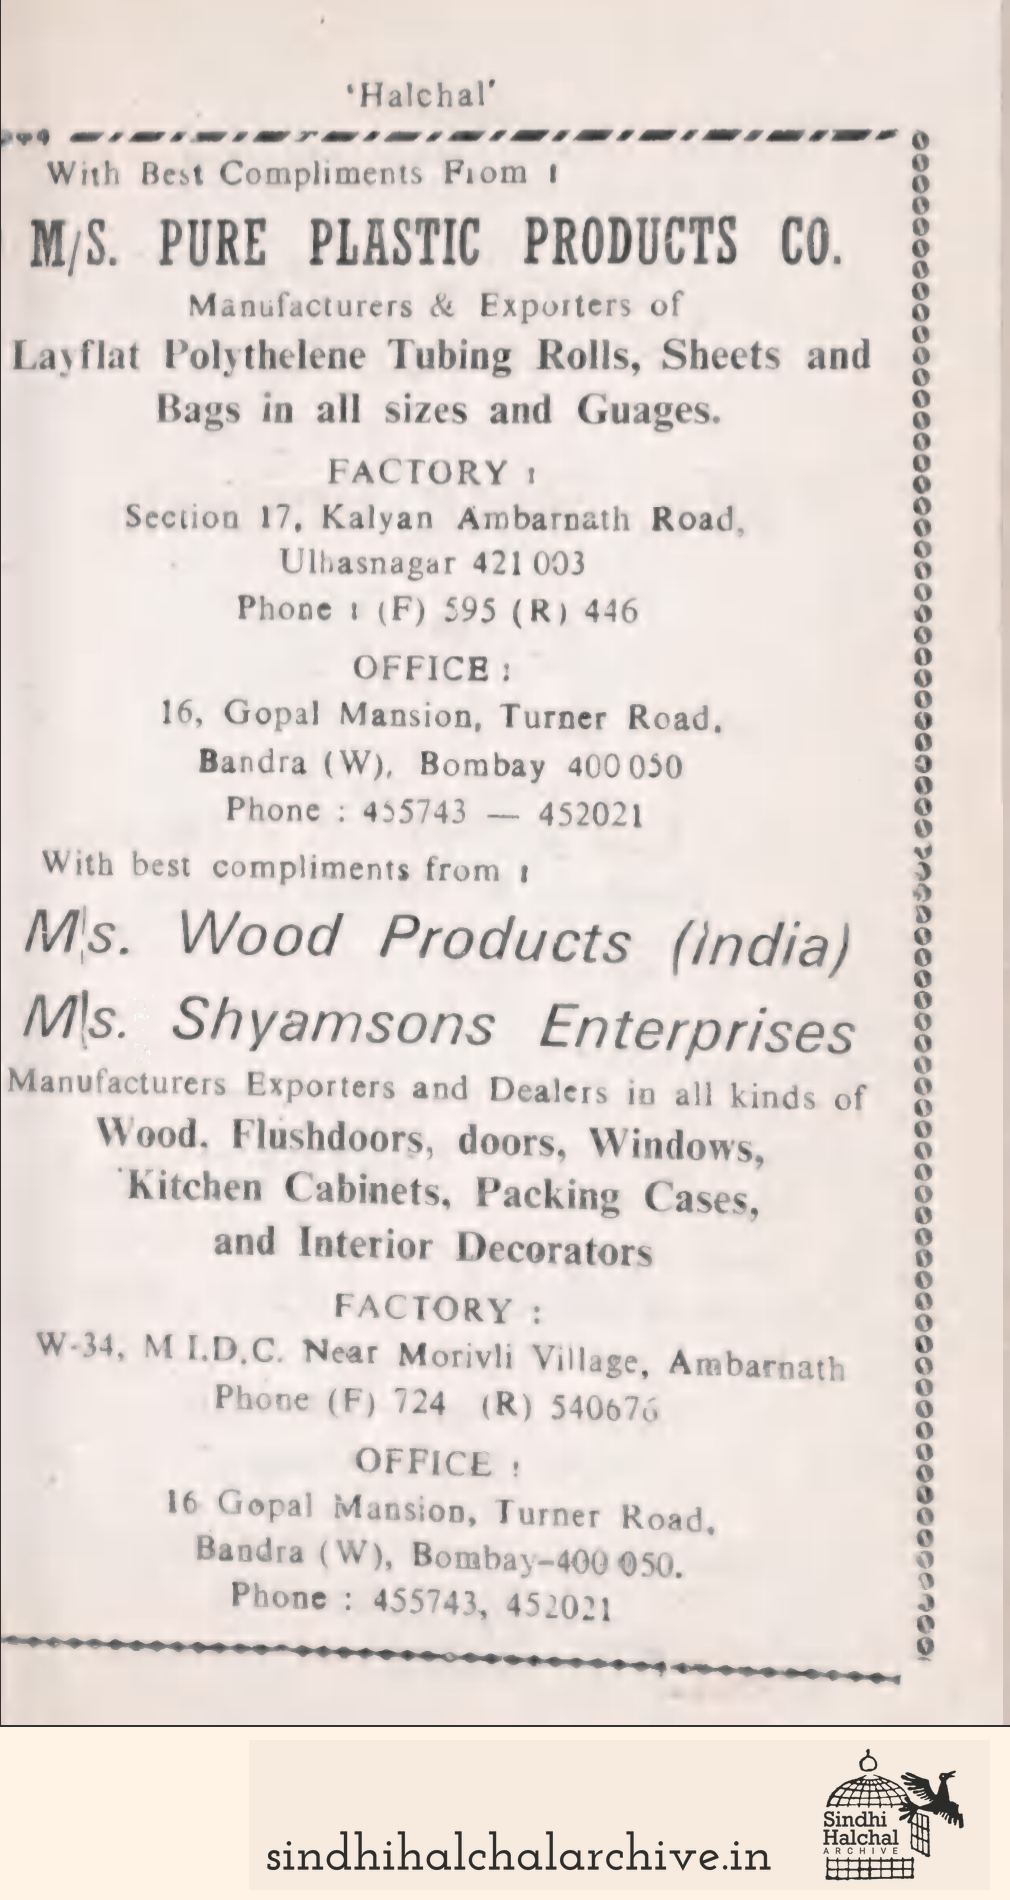 'Halchal'
With Best Compliments From :
M/S. PURE PLASTIC PRODUCTS CO.
Manufacturers & Exporters of
Layflat Polythelene Tubing Rolls, Sheets and
Bags in all sizes and Guages.
FACTORY :
Section 17, Kalyan Ambarnath Road,
Ulhasnagar 421 003
Phone : (F) 595 (R) 446
OFFICE :
16, Gopal Mansion, Turner Road,
Bandra (W), Bombay 400 050
Phone : 455743 — 452021
With best compliments from :
M|s. Wood Products (India)
M|s. Shyamsons Enterprises
Manufacturers Exporters and Dealers in all kinds of
Wood, Flushdoors, doors, Windows,
Kitchen Cabinets, Packing Cases,
and Interior Decorators
FACTORY :
W-34, M I.D.C. Near Morivli Village, Ambarnath
Phone (F) 724 (R) 540676
OFFICE :
16 Gopal Mansion, Turner Road,
Bandra (W), Bombay-400 050.
Phone : 455743, 452021
sindhihalchalarchive.in
Sindhi
Halchal
ARCHIVE